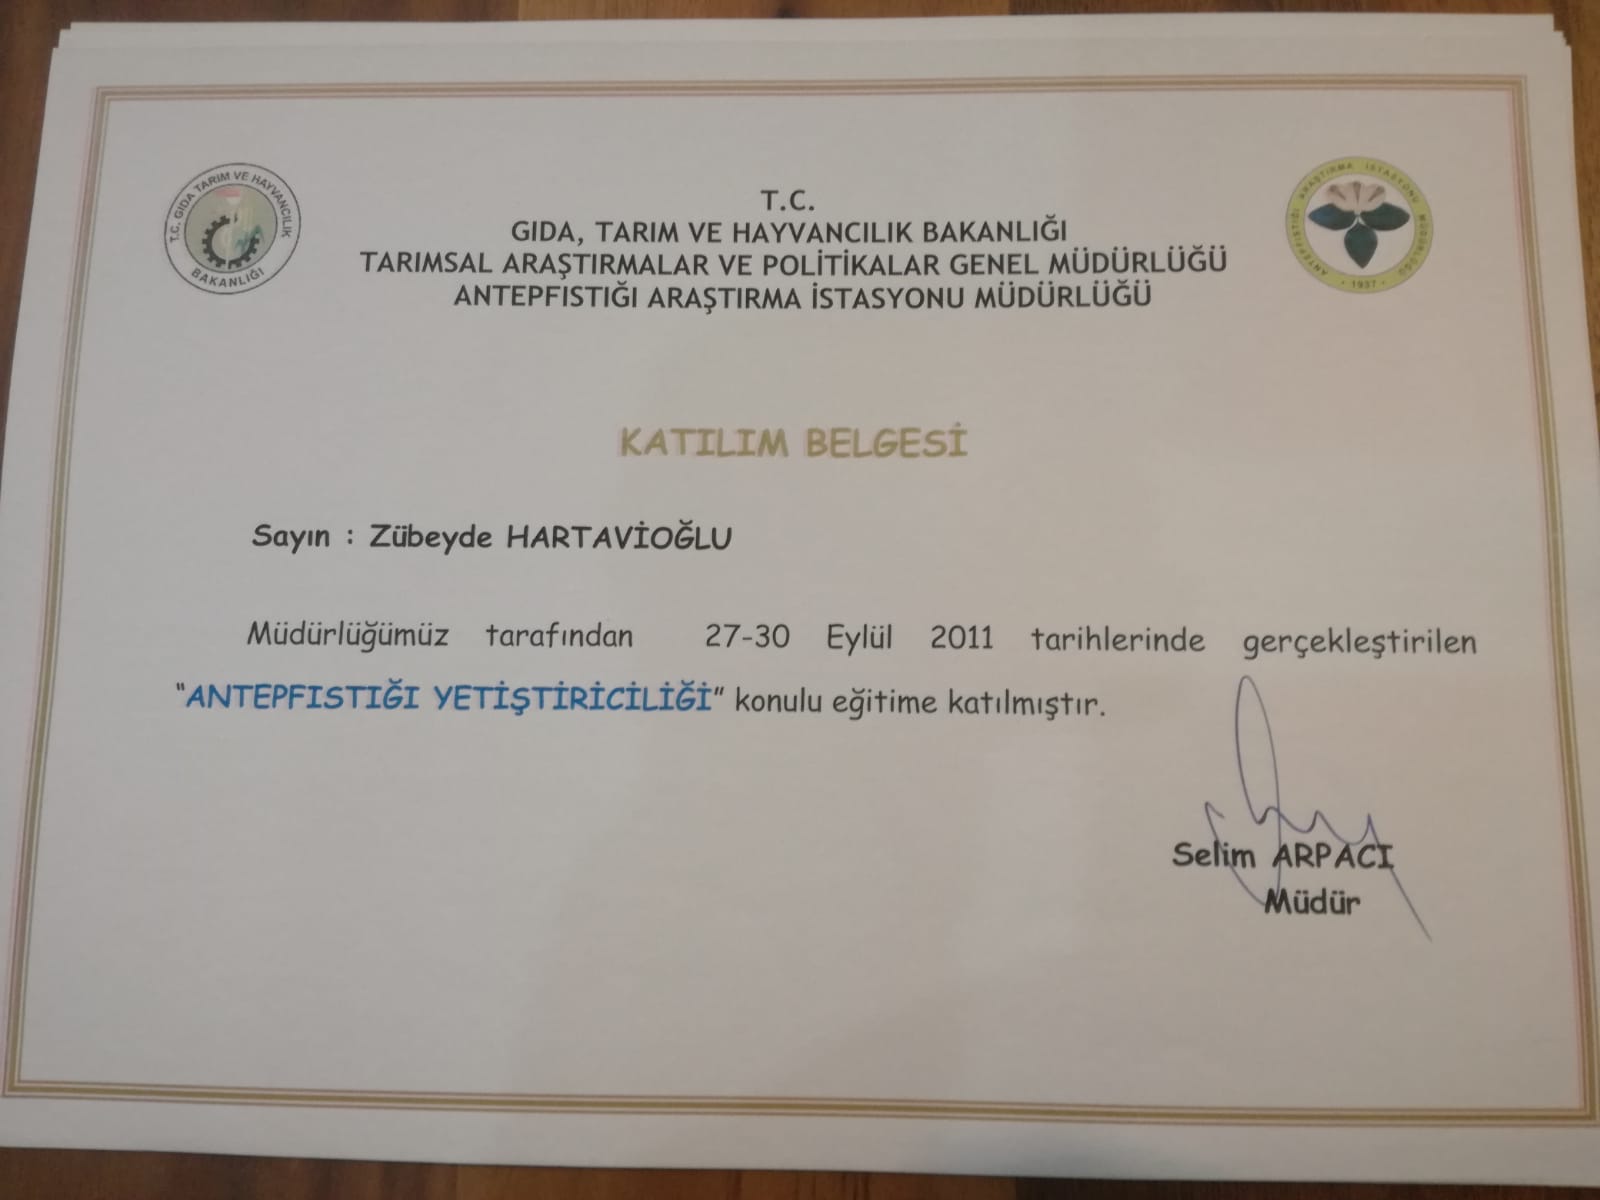 T.C.
GIDA, TARIM VE HAYVANCILIK BAKANLIĞI
TARIMSAL ARAŞTIRMALAR VE POLİTİKALAR GENEL MÜDÜRLÜĞÜ
ANTEPFISTIĞI ARAŞTIRMA İSTASYONU MÜDÜRLÜĞÜ
T.C. GIDA TARIM VE HAYVANCILIK
BAKANLIĞI
ANTEPFISTIĞI ARAŞTIRMA İSTASYONU MÜDÜRLÜĞÜ
• 1937 •
KATILIM BELGESİ
Sayın : Zübeyde HARTAVİOĞLU
Müdürlüğümüz tarafından 27-30 Eylül 2011 tarihlerinde gerçekleştirilen
"ANTEPFISTIĞI YETİŞTİRİCİLİĞİ" konulu eğitime katılmıştır.
Selim ARPACI
Müdür